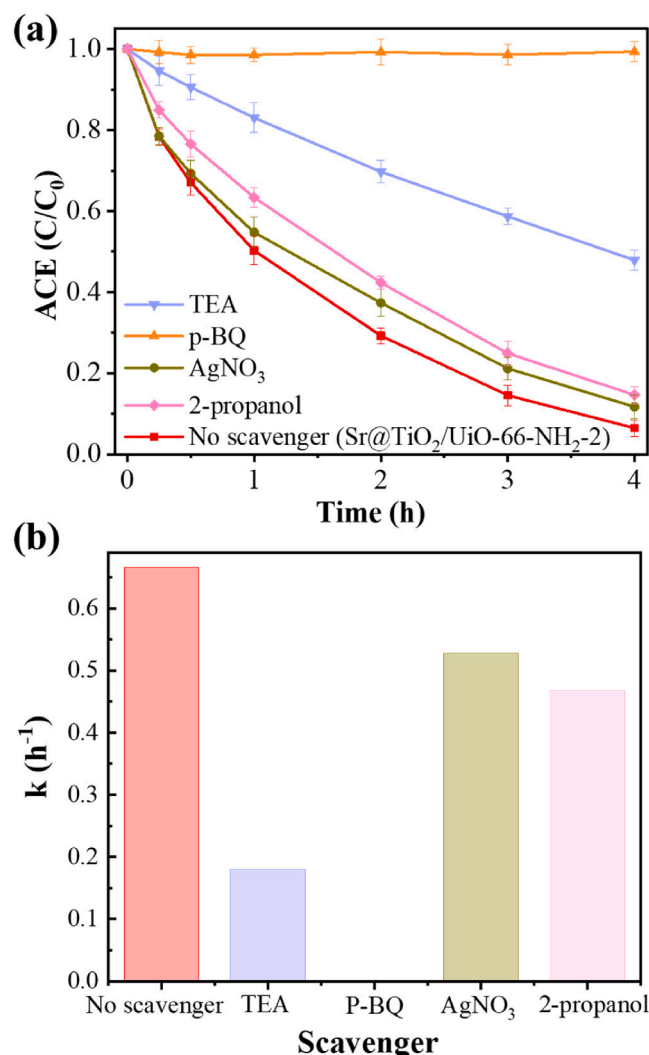 (a)
1.0
0.8
0.6
0.4
0.2
0.0
ACE (C/C₀)
TEA
p-BQ
AgNO₃
2-propanol
No scavenger (Sr@TiO₂/UiO-66-NH₂-2)
0 1 2 3 4
Time (h)
(b)
0.6
0.5
0.4
0.3
0.2
0.1
0.0
k (h⁻¹)
No scavenger TEA P-BQ AgNO₃ 2-propanol
Scavenger